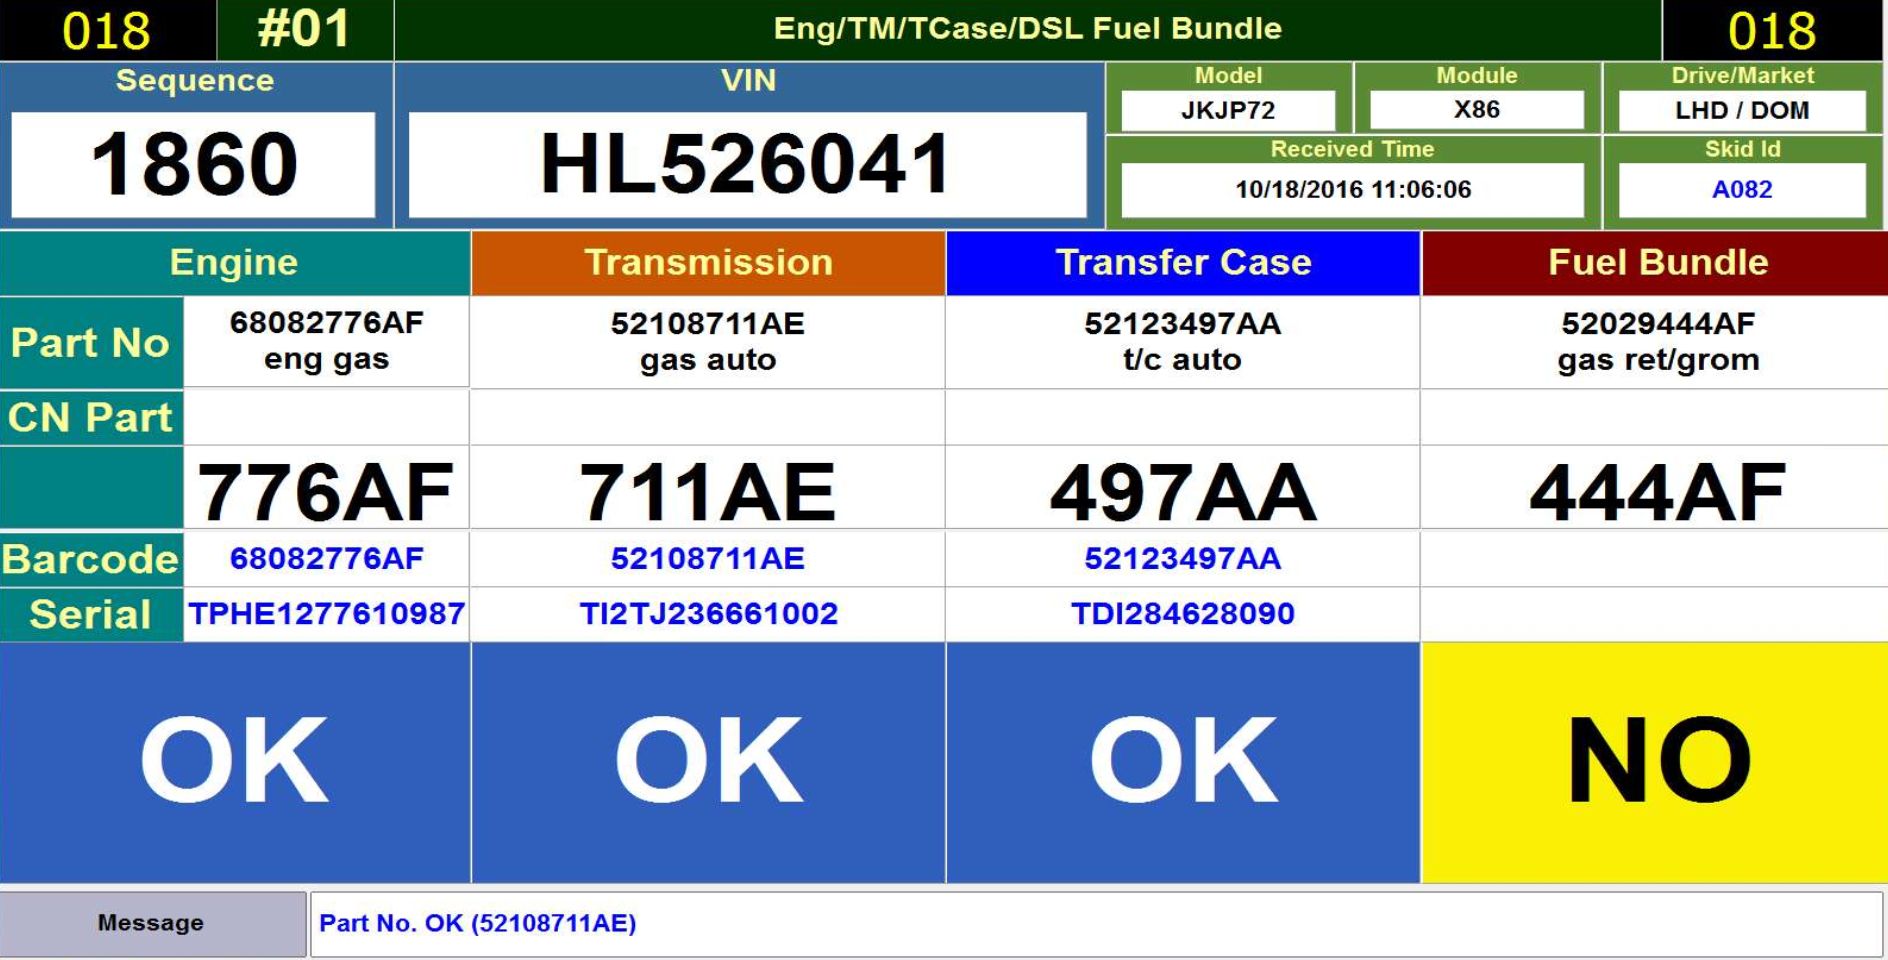 018 #01 Eng/TM/TCase/DSL Fuel Bundle 018
Sequence VIN Model Module Drive/Market
1860 HL526041 JKJP72 X86 LHD / DOM
Received Time Skid Id
10/18/2016 11:06:06 A082
Engine Transmission Transfer Case Fuel Bundle
Part No 68082776AF 52108711AE 52123497AA 52029444AF
eng gas gas auto t/c auto gas ret/grom
CN Part
776AF 711AE 497AA 444AF
Barcode 68082776AF 52108711AE 52123497AA
Serial TPHE1277610987 TI2TJ236661002 TDI284628090
OK OK OK NO
Message Part No. OK (52108711AE)